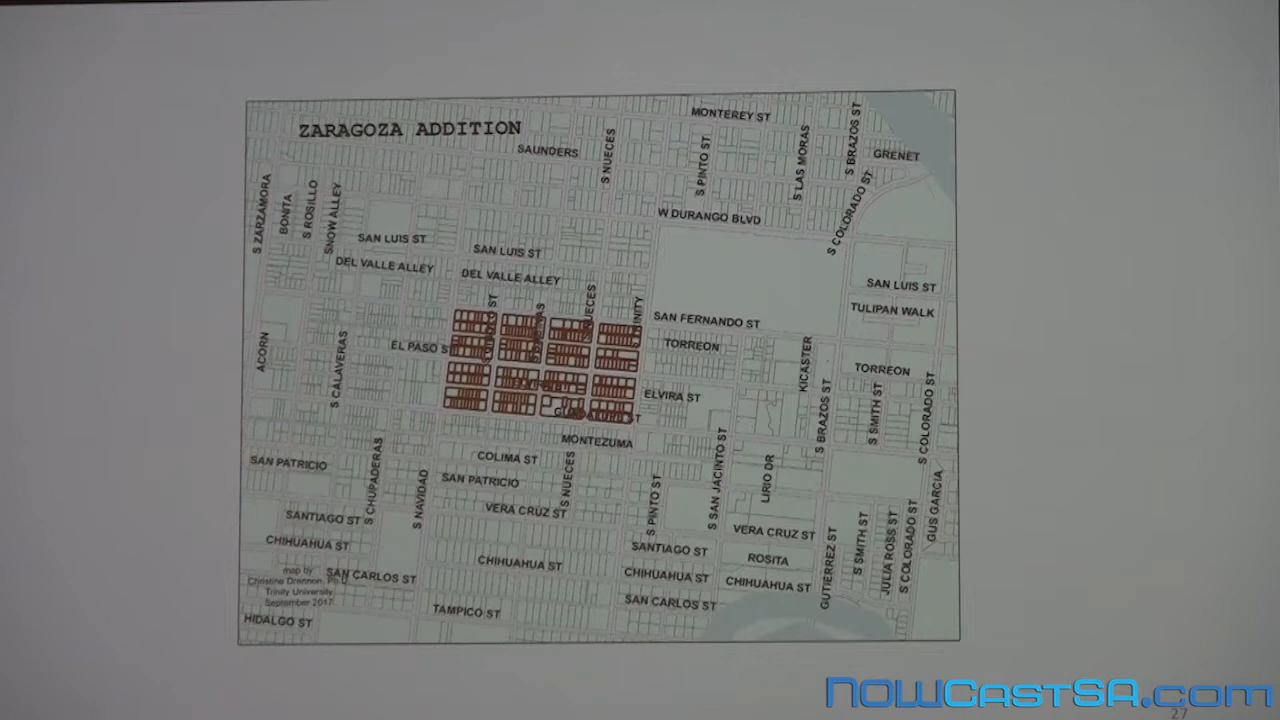 ZARAGOZA ADDITION
MONTEREY ST
SAUNDERS
S NUECES
S PINTO ST
S LAS MORAS
S BRAZOS ST
GRENET
S ZARZAMORA
BONITA
S ROSILLO
SNOW ALLEY
W DURANGO BLVD
S COLORADO ST
SAN LUIS ST
SAN LUIS ST
DEL VALLE ALLEY
DEL VALLE ALLEY
SAN LUIS ST
TULIPAN WALK
SAN FERNANDO ST
EL PASO ST
TORREON
ACORN
S CALAVERAS
KICASTER
TORREON
ELVIRA ST
S BRAZOS ST
S SMITH ST
S COLORADO ST
GUADALUPE ST
MONTEZUMA
COLIMA ST
SAN PATRICIO
SAN PATRICIO
S CHUPADERAS
S NAVIDAD
S NUECES
S PINTO ST
S SAN JACINTO ST
LIRIO DR
VERA CRUZ ST
VERA CRUZ ST
SANTIAGO ST
SANTIAGO ST
CHIHUAHUA ST
CHIHUAHUA ST
CHIHUAHUA ST
CHIHUAHUA ST
ROSITA
GUTIERREZ ST
S SMITH ST
JULIA ROSS ST
S COLORADO ST
GUS GARCIA
SAN CARLOS ST
SAN CARLOS ST
map by
Christine Drennon, Ph.D.
Trinity University
September 2017
TAMPICO ST
HIDALGO ST
NOWCastSA.com
27